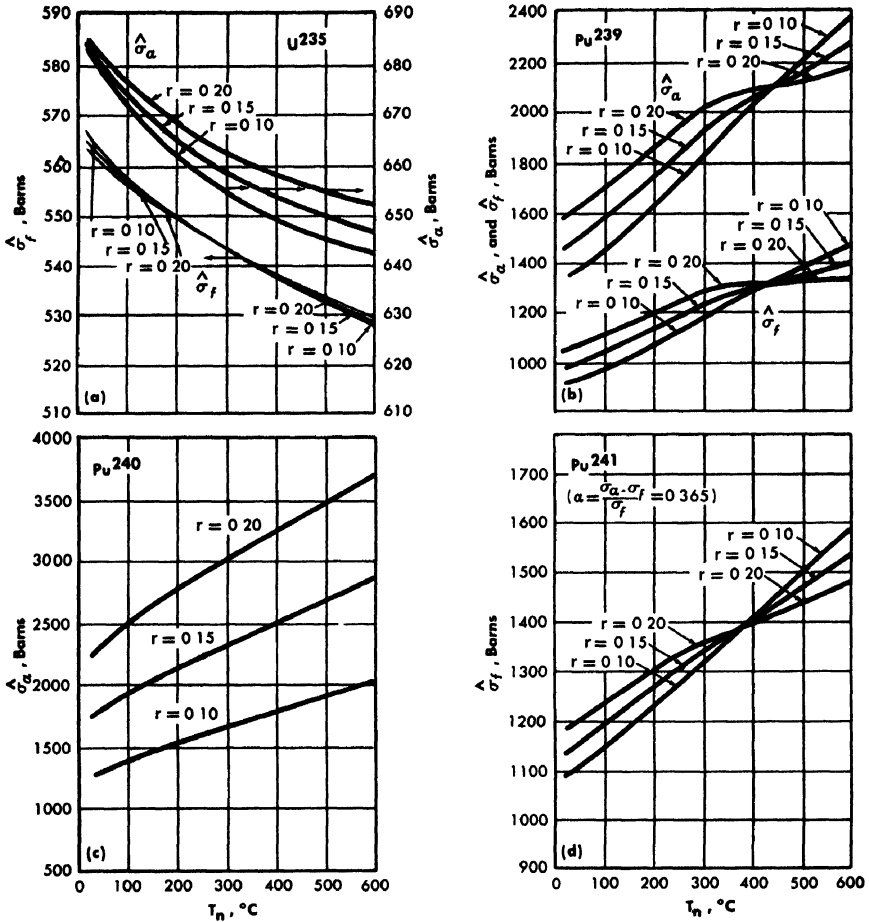 590
580
570
560
550
540
530
520
510
σ̂f, Barns
690
680
670
660
650
640
630
620
610
σ̂a, Barns
U235
σ̂a
r = 0 20
r = 0 15
r = 0 10
r = 0 10
r = 0 15
r = 0 20
σ̂f
r = 0 20
r = 0 15
r = 0 10
(a)
2400
2200
2000
1800
1600
1400
1200
1000
σ̂a, and σ̂f, Barns
Pu239
r = 0 10
r = 0 15
r = 0 20
σ̂a
r = 0 20
r = 0 15
r = 0 10
r = 0 10
r = 0 15
r = 0 20
r = 0 20
r = 0 15
r = 0 10
σ̂f
(b)
4000
3500
3000
2500
2000
1500
1000
500
σ̂a, Barns
Pu240
r = 0 20
r = 0 15
r = 0 10
(c)
0 100 200 300 400 500 600
Tn, °C
1700
1600
1500
1400
1300
1200
1100
1000
900
σ̂f, Barns
Pu241
(α = σa - σf / σf = 0 365)
r = 0 10
r = 0 15
r = 0 20
r = 0 20
r = 0 15
r = 0 10
(d)
0 100 200 300 400 500 600
Tn, °C